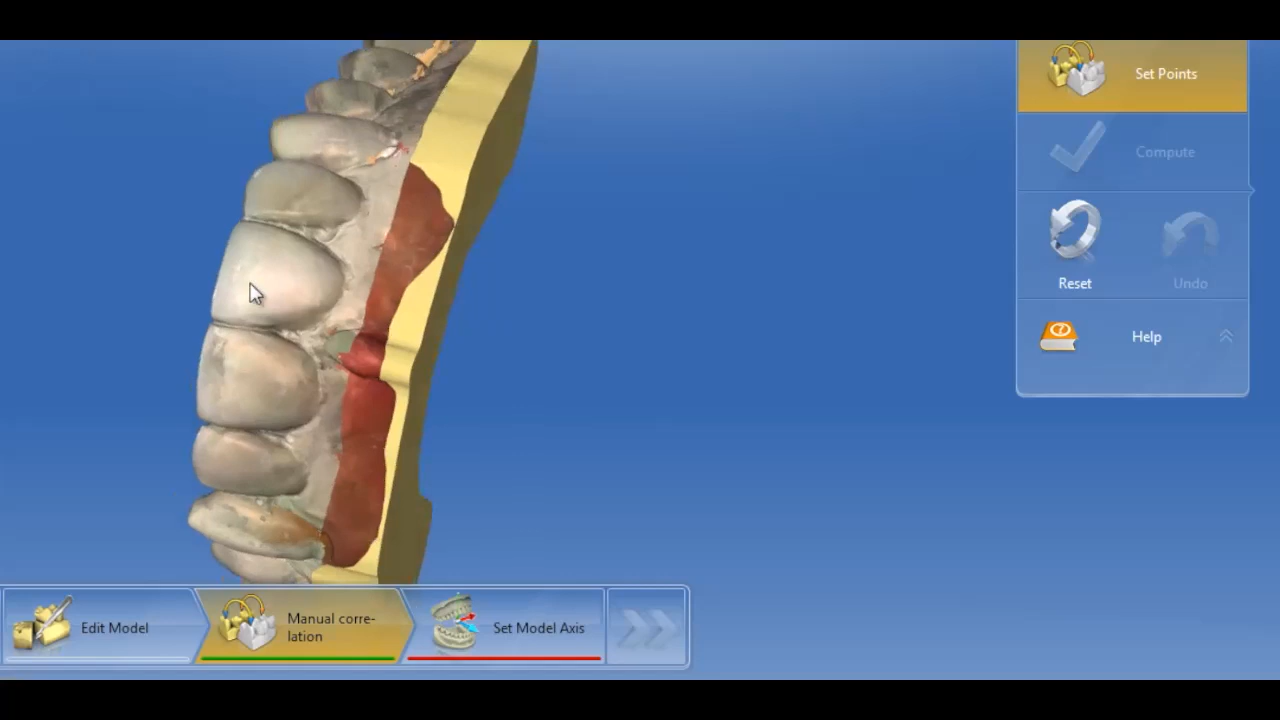 Set Points
Compute
Reset
Undo
Help
Edit Model
Manual corre-
lation
Set Model Axis